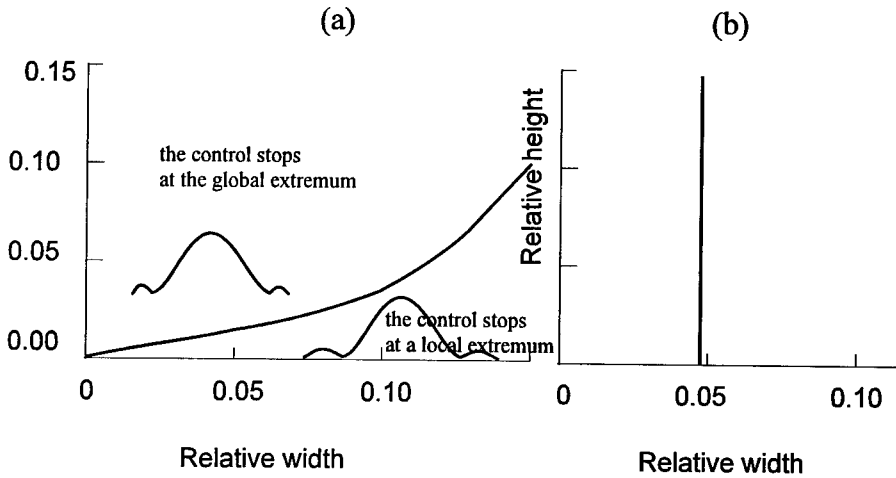 (a)
0.15
0.10
0.05
0.00
the control stops
at the global extremum
the control stops
at a local extremum
0
0.05
0.10
Relative width
(b)
Relative height
0
0.05
0.10
Relative width